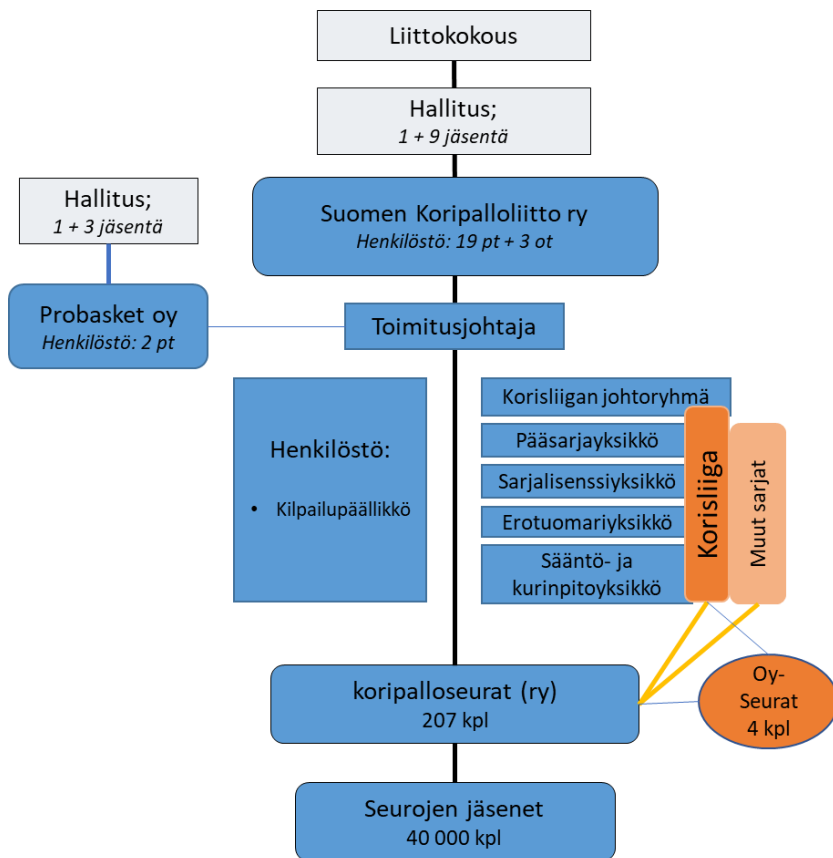 Liittokokous
Hallitus;
1 + 9 jäsentä
Hallitus;
1 + 3 jäsentä
Suomen Koripalloliitto ry
Henkilöstö: 19 pt + 3 ot
Probasket oy
Henkilöstö: 2 pt
Toimitusjohtaja
Henkilöstö:
• Kilpailupäällikkö
Korisliigan johtoryhmä
Pääsarjayksikkö
Sarjalisenssiyksikkö
Erotuomariyksikkö
Sääntö- ja
kurinpitoyksikkö
Korisliiga
Muut sarjat
koripalloseurat (ry)
207 kpl
Oy-
Seurat
4 kpl
Seurojen jäsenet
40 000 kpl